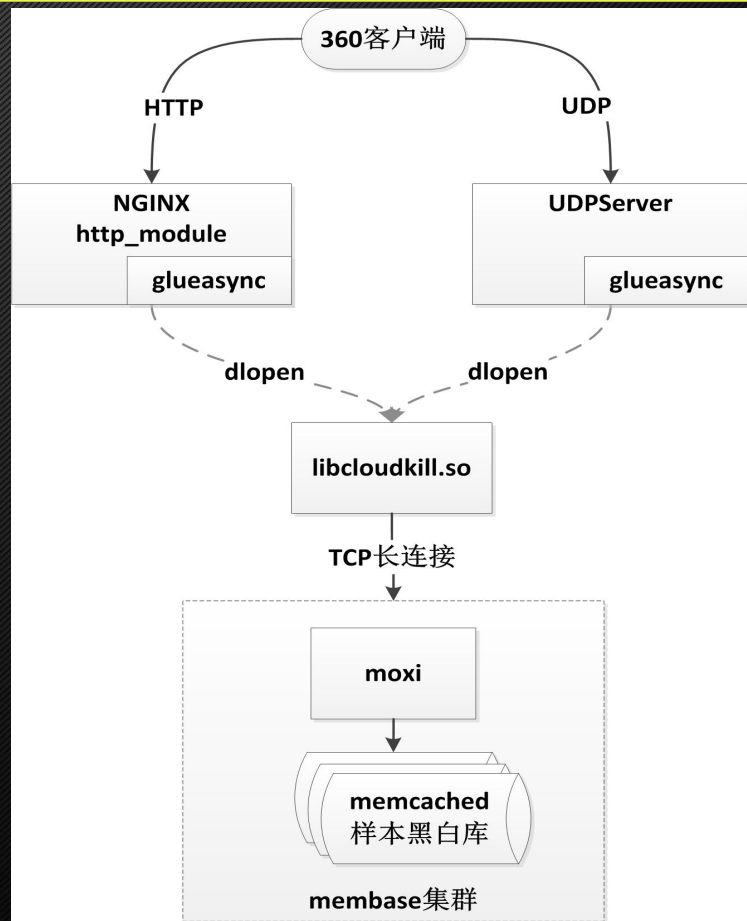 360客户端
HTTP
UDP
NGINX
http_module
glueasync
UDPServer
glueasync
dlopen
dlopen
libcloudkill.so
TCP长连接
moxi
memcached
样本黑白库
membase集群